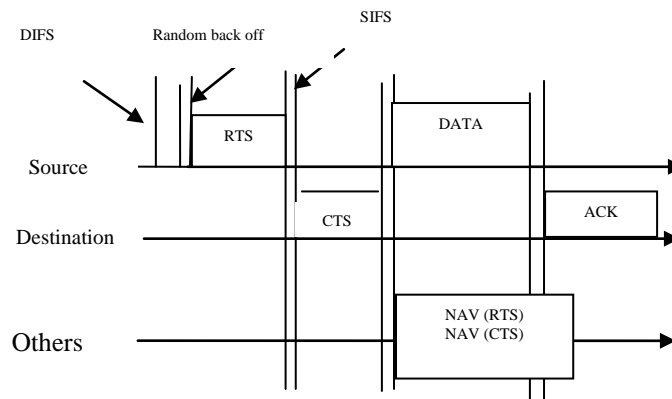 DIFS
Random back off
SIFS
RTS
DATA
Source
CTS
ACK
Destination
NAV (RTS)
NAV (CTS)
Others